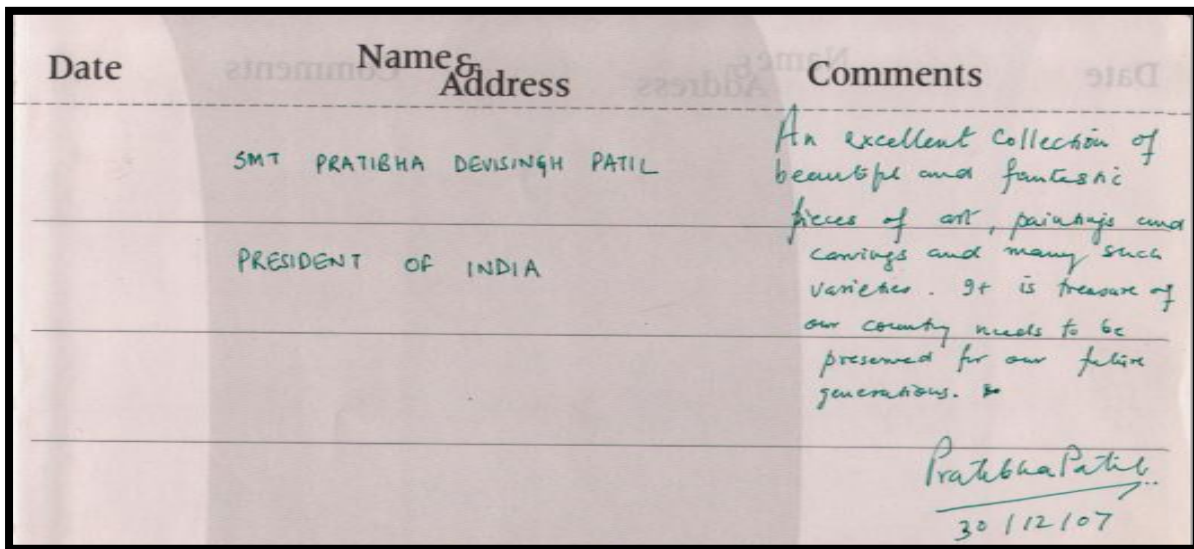 Date Name & Address Comments
SMT PRATIBHA DEVISINGH PATIL
PRESIDENT OF INDIA
An excellent collection of
beautiful and fantastic
pieces of art, paintings and
carvings and many such
varieties. It is treasure of
our country needs to be
preserved for our future
generations.
Pratibha Patil
30/12/07